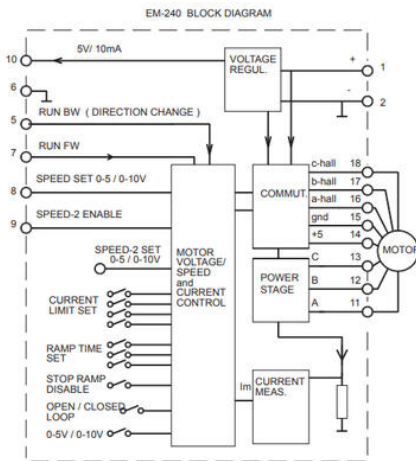 EM-240 BLOCK DIAGRAM
10
5V/ 10mA
VOLTAGE
REGUL.
+
1
6
-
2
5
RUN BW ( DIRECTION CHANGE )
7
RUN FW
8
SPEED SET 0-5 / 0-10V
9
SPEED-2 ENABLE
SPEED-2 SET
0-5 / 0-10V
CURRENT
LIMIT SET
RAMP TIME
SET
STOP RAMP
DISABLE
OPEN / CLOSED
LOOP
0-5V / 0-10V
MOTOR
VOLTAGE/
SPEED
and
CURRENT
CONTROL
COMMUT.
POWER
STAGE
Im
CURRENT
MEAS.
c-hall 18
b-hall 17
a-hall 16
gnd 15
+5 14
C 13
B 12
A 11
MOTOR